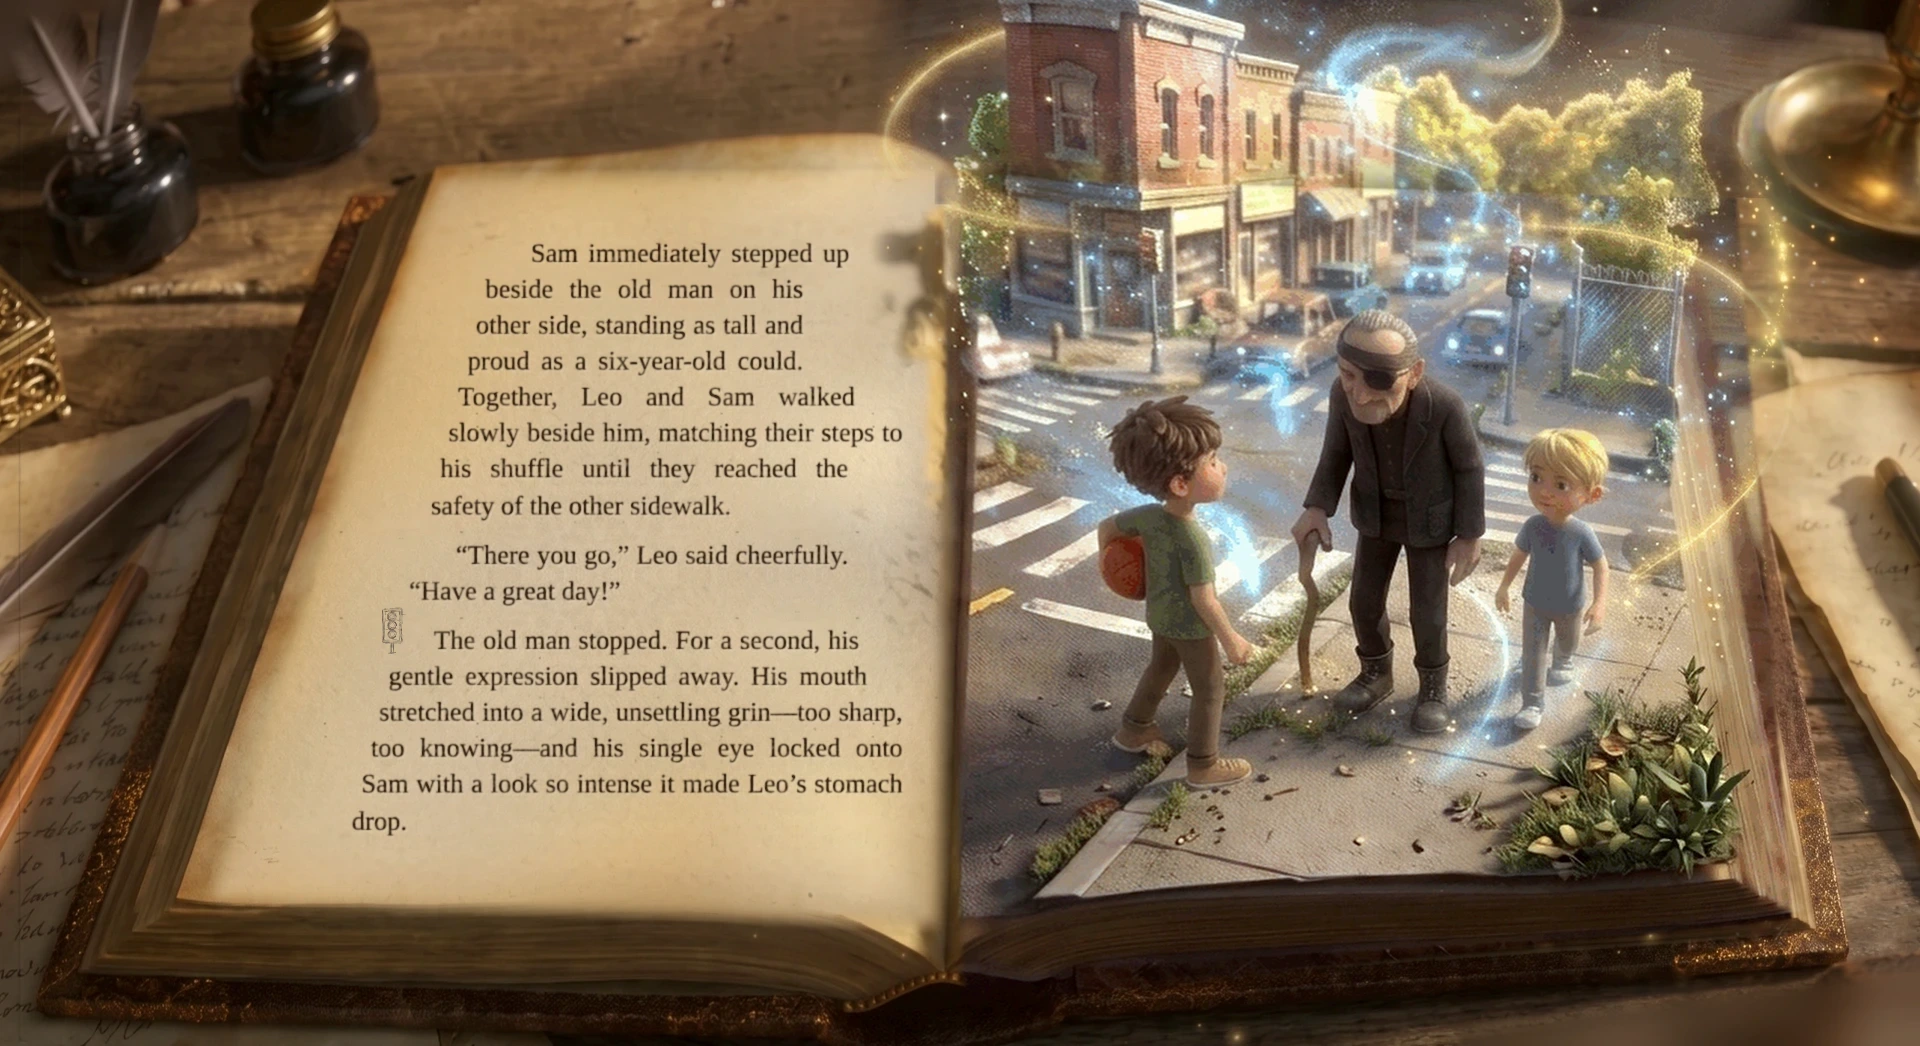 Sam immediately stepped up
beside the old man on his
other side, standing as tall and
proud as a six-year-old could.
Together, Leo and Sam walked
slowly beside him, matching their steps to
his shuffle until they reached the
safety of the other sidewalk.
“There you go,” Leo said cheerfully.
“Have a great day!”
The old man stopped. For a second, his
gentle expression slipped away. His mouth
stretched into a wide, unsettling grin—too sharp,
too knowing—and his single eye locked onto
Sam with a look so intense it made Leo’s stomach
drop.